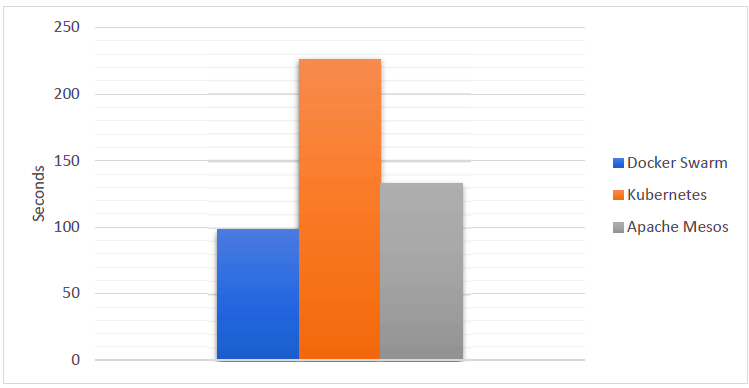 250
200
150
100
50
0
Seconds
Docker Swarm
Kubernetes
Apache Mesos